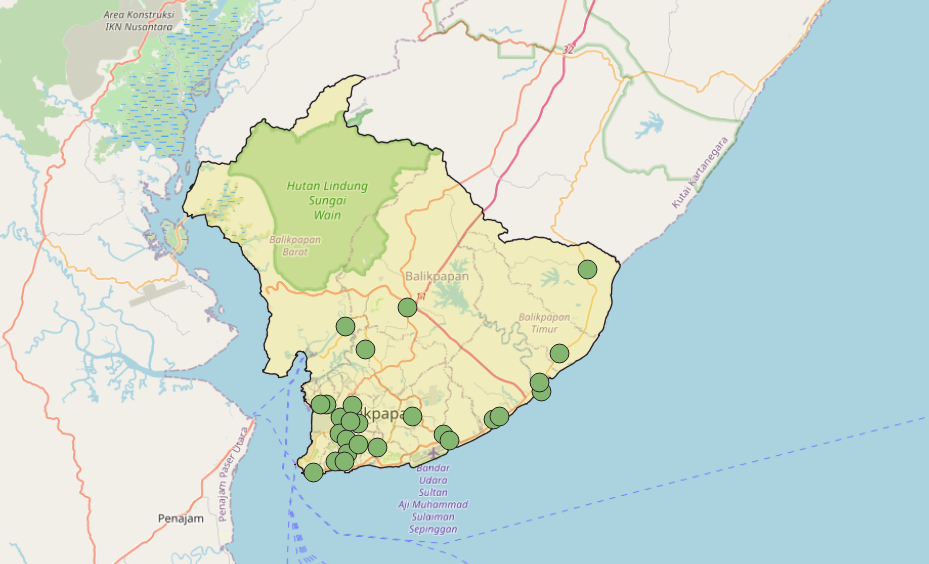 Area Konstruksi
IKN Nusantara
32
Kutai Kartanegara
Hutan Lindung
Sungai
Wain
Balikpapan
Barat
Balikpapan
Balikpapan
Timur
Penajam Paser Utara
Bandar
Udara
Sultan
Aji Muhammad
Sulaiman
Sepinggan
Penajam